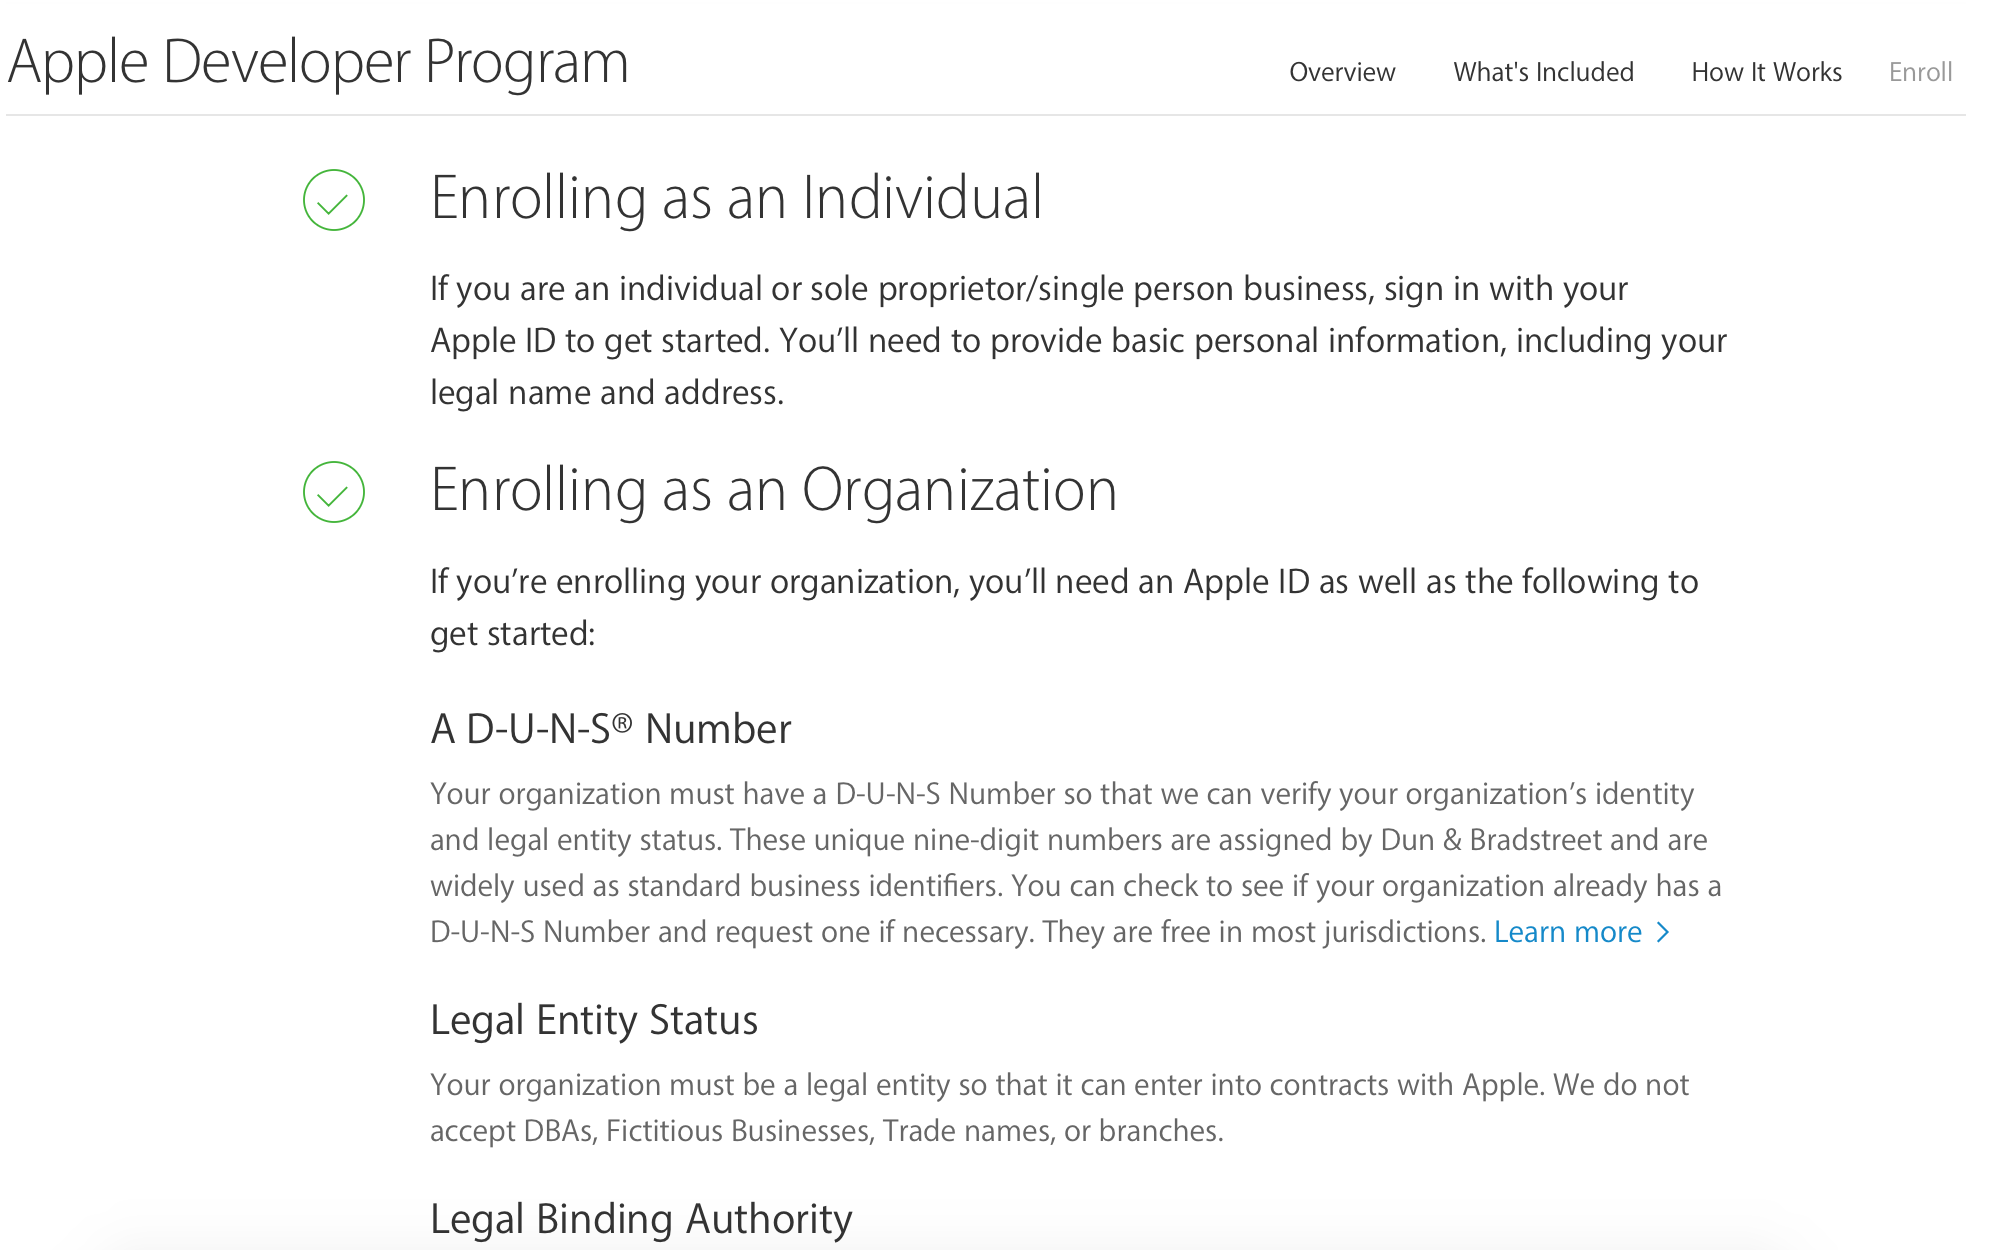 Apple Developer Program
Overview What's Included How It Works Enroll
Enrolling as an Individual
If you are an individual or sole proprietor/single person business, sign in with your
Apple ID to get started. You’ll need to provide basic personal information, including your
legal name and address.
Enrolling as an Organization
If you’re enrolling your organization, you’ll need an Apple ID as well as the following to
get started:
A D-U-N-S® Number
Your organization must have a D-U-N-S Number so that we can verify your organization’s identity
and legal entity status. These unique nine-digit numbers are assigned by Dun & Bradstreet and are
widely used as standard business identifiers. You can check to see if your organization already has a
D-U-N-S Number and request one if necessary. They are free in most jurisdictions. Learn more >
Legal Entity Status
Your organization must be a legal entity so that it can enter into contracts with Apple. We do not
accept DBAs, Fictitious Businesses, Trade names, or branches.
Legal Binding Authority